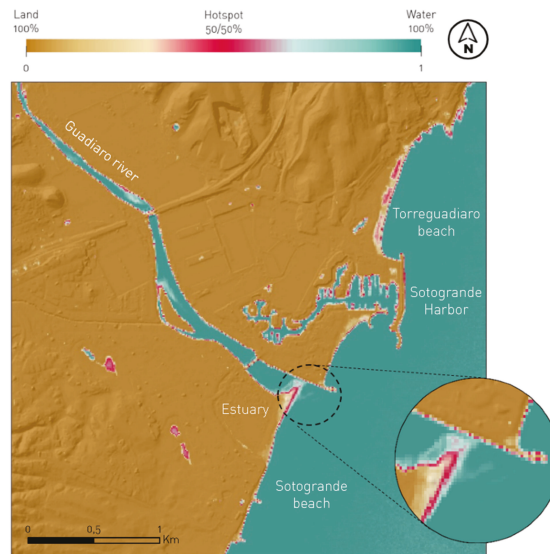 Land
100%
Hotspot
50/50%
Water
100%
N
0
1
Guadiaro river
Torreguadiaro
beach
Sotogrande
Harbor
Estuary
Sotogrande
beach
0
0,5
1
Km